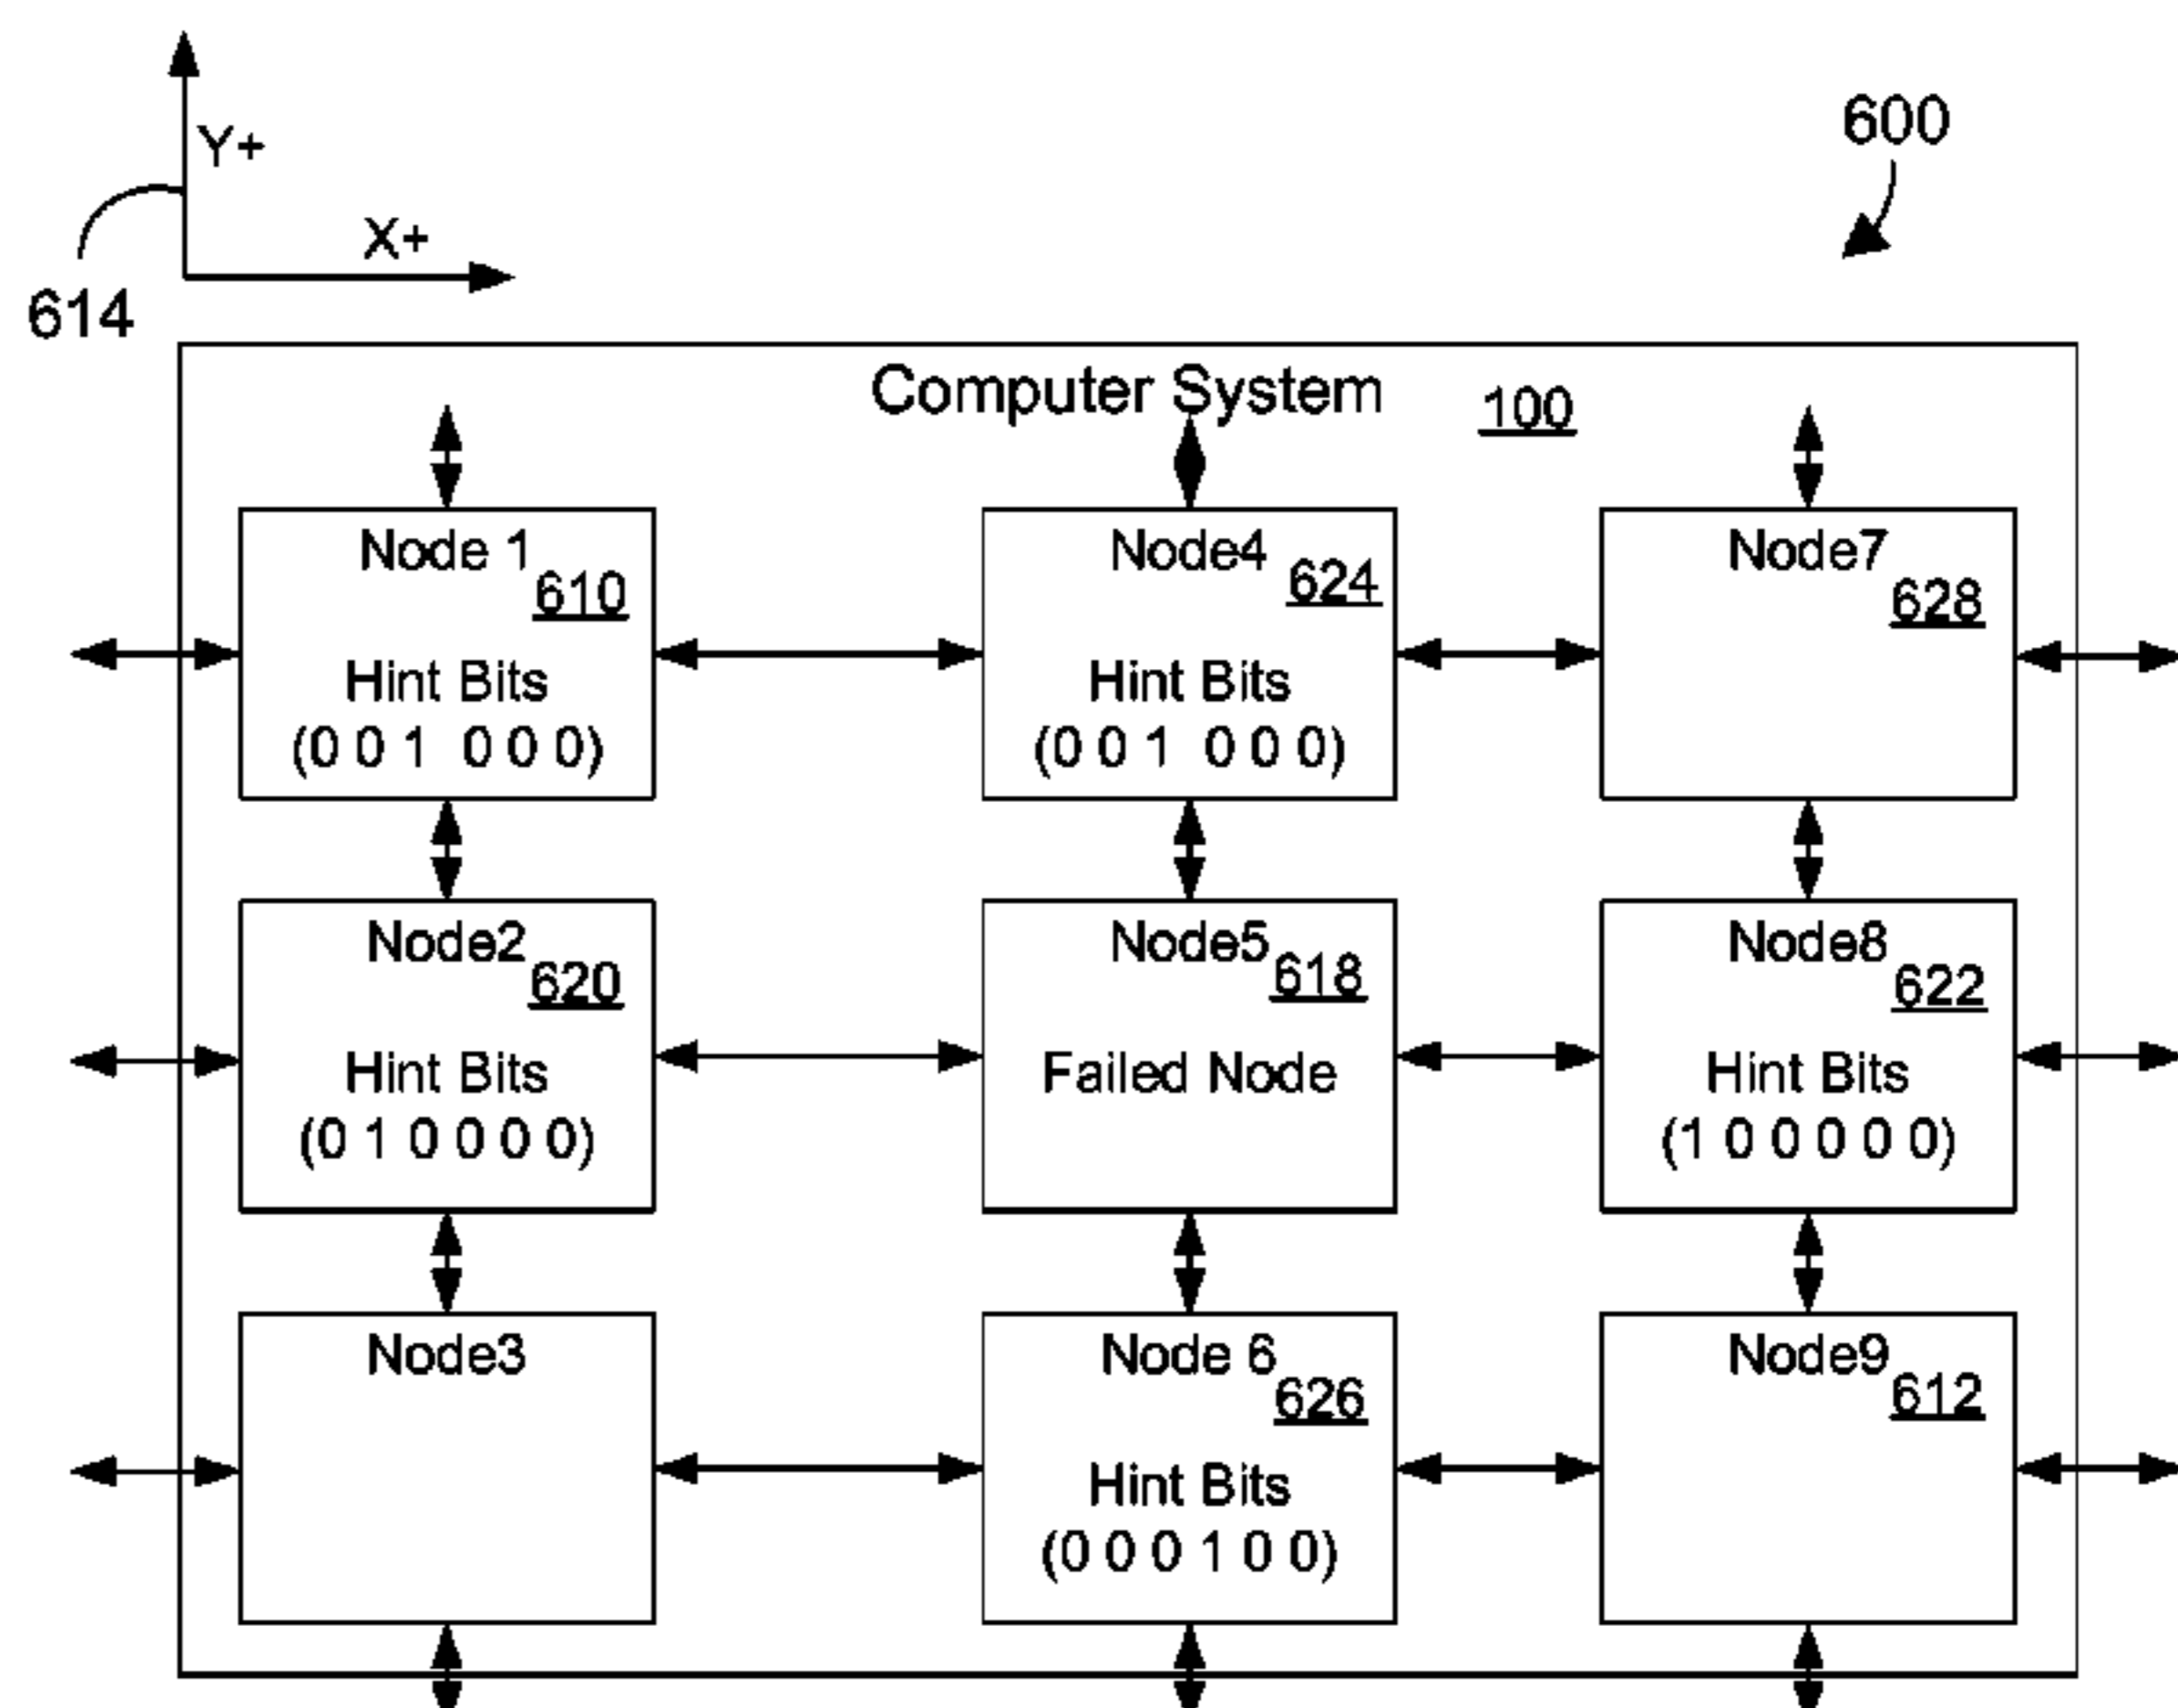 Y+
600
X+
614
Computer System 100
Node 1
610
Hint Bits
(0 0 1 0 0 0)
Node4
624
Hint Bits
(0 0 1 0 0 0)
Node7
628
Node2
620
Hint Bits
(0 1 0 0 0 0)
Node5
618
Failed Node
Node8
622
Hint Bits
(1 0 0 0 0 0)
Node3
Node 6
626
Hint Bits
(0 0 0 1 0 0)
Node9
612